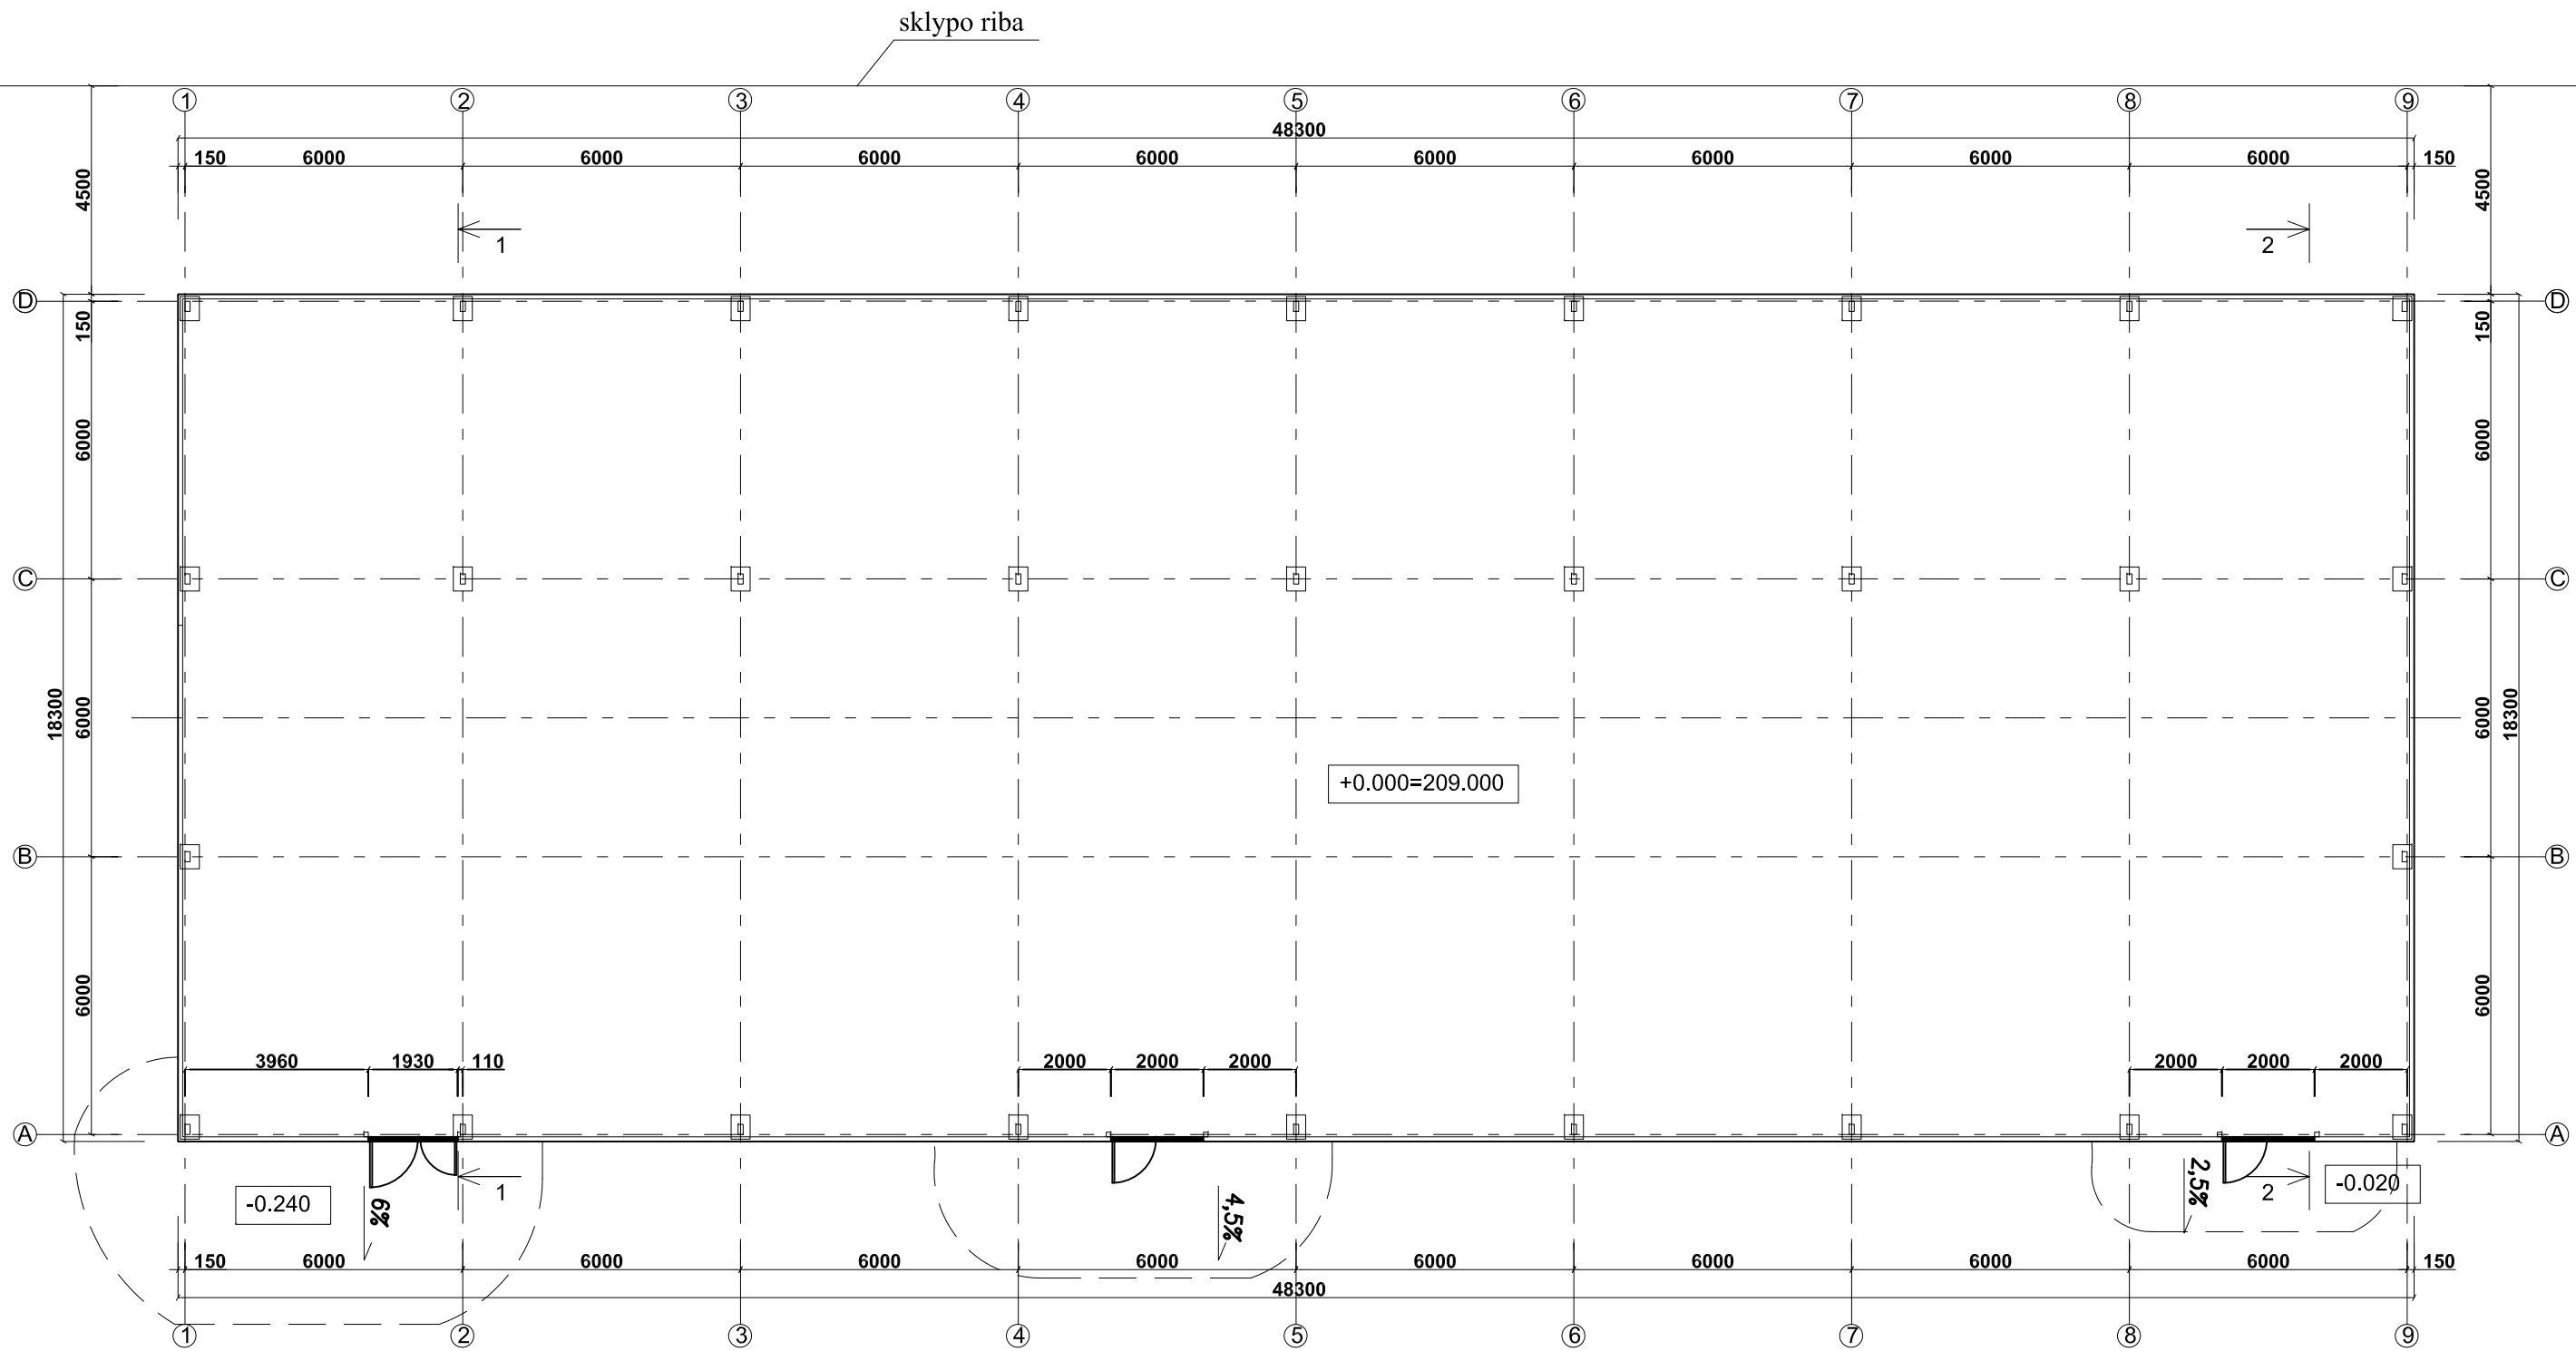 sklypo riba
1 2 3 4 5 6 7 8 9
48300
150 6000 6000 6000 6000 6000 6000 6000 6000 150
4500 4500
1 2
D D
150 150
6000 6000
C C
18300 6000 6000 18300
+0.000=209.000
B B
6000 6000
3960 1930 110 2000 2000 2000 2000 2000 2000
A A
-0.240 6% 1 4,5% 2,5% 2 -0.020
150 6000 6000 6000 6000 6000 6000 6000 6000 150
48300
1 2 3 4 5 6 7 8 9